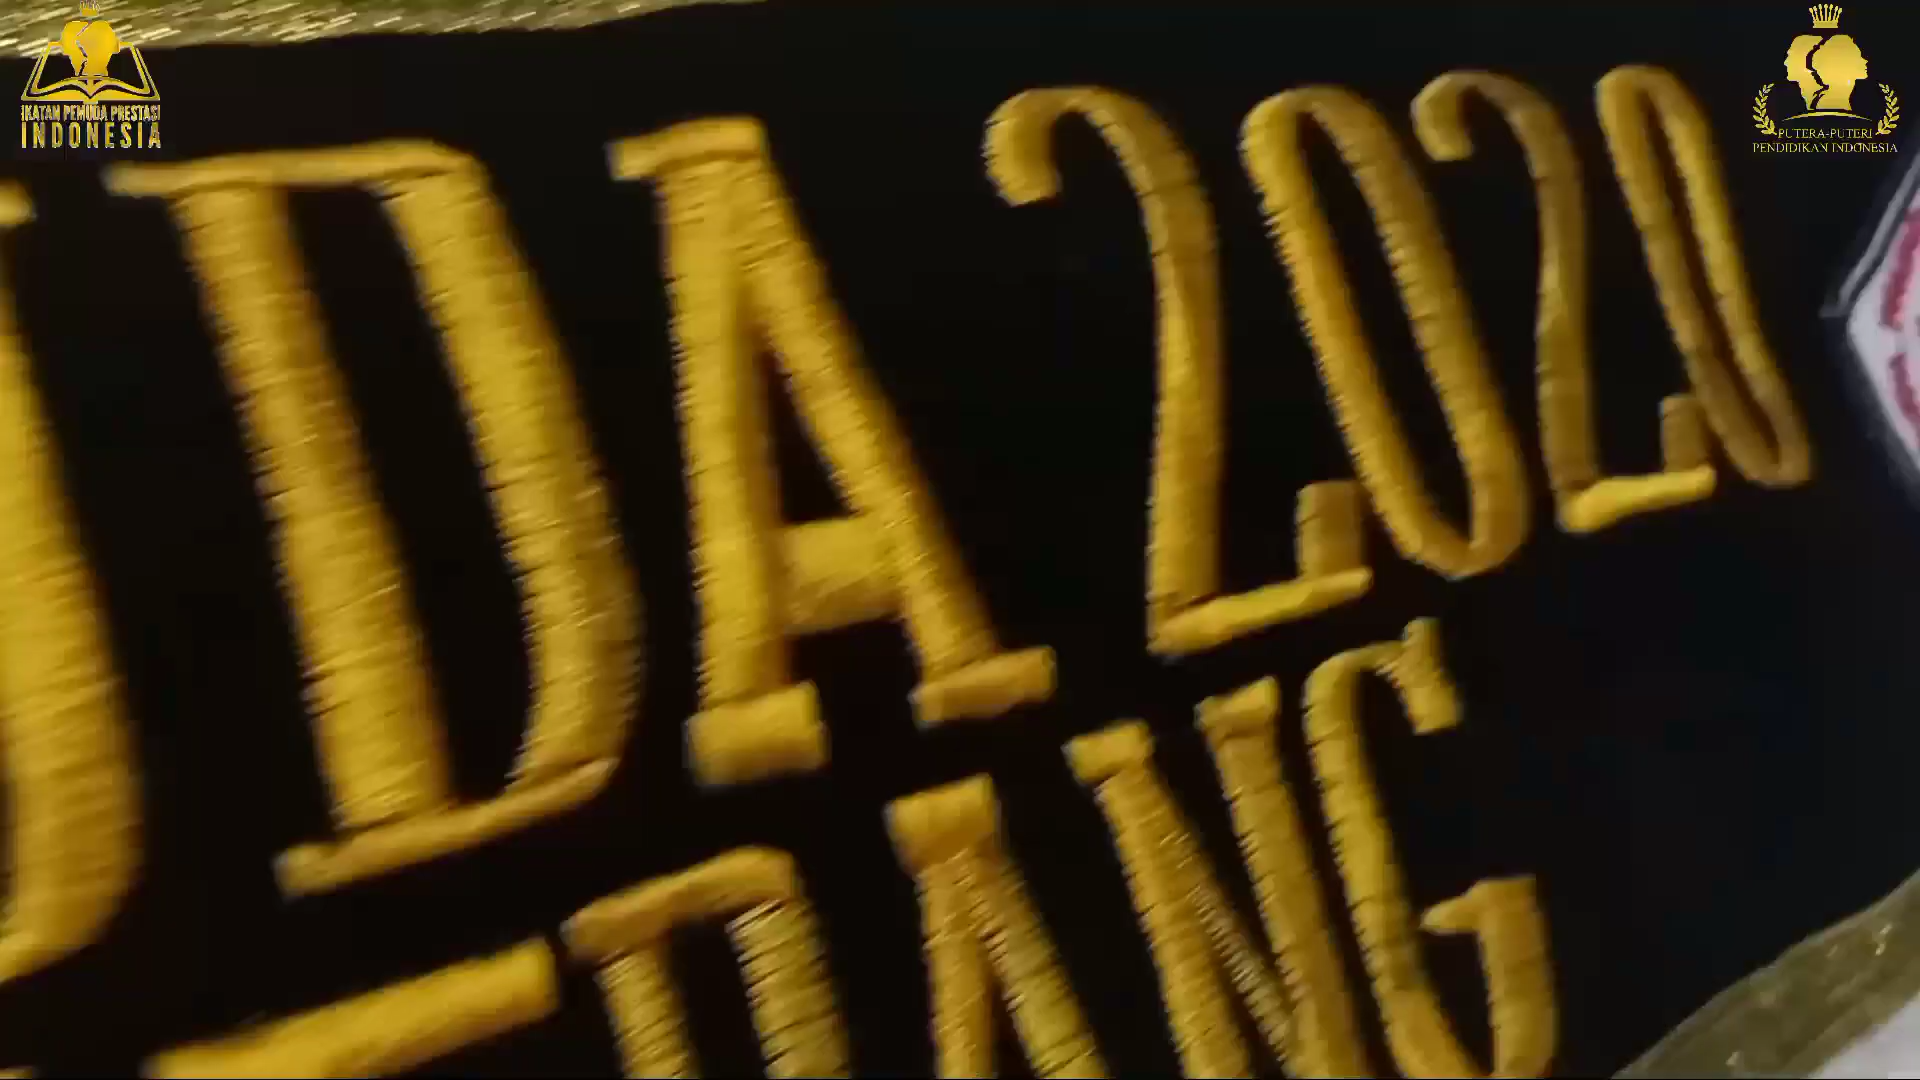 IKATAN PEMUDA PRESTASI
INDONESIA
PUTERA-PUTERI
PENDIDIKAN INDONESIA
DA 2020